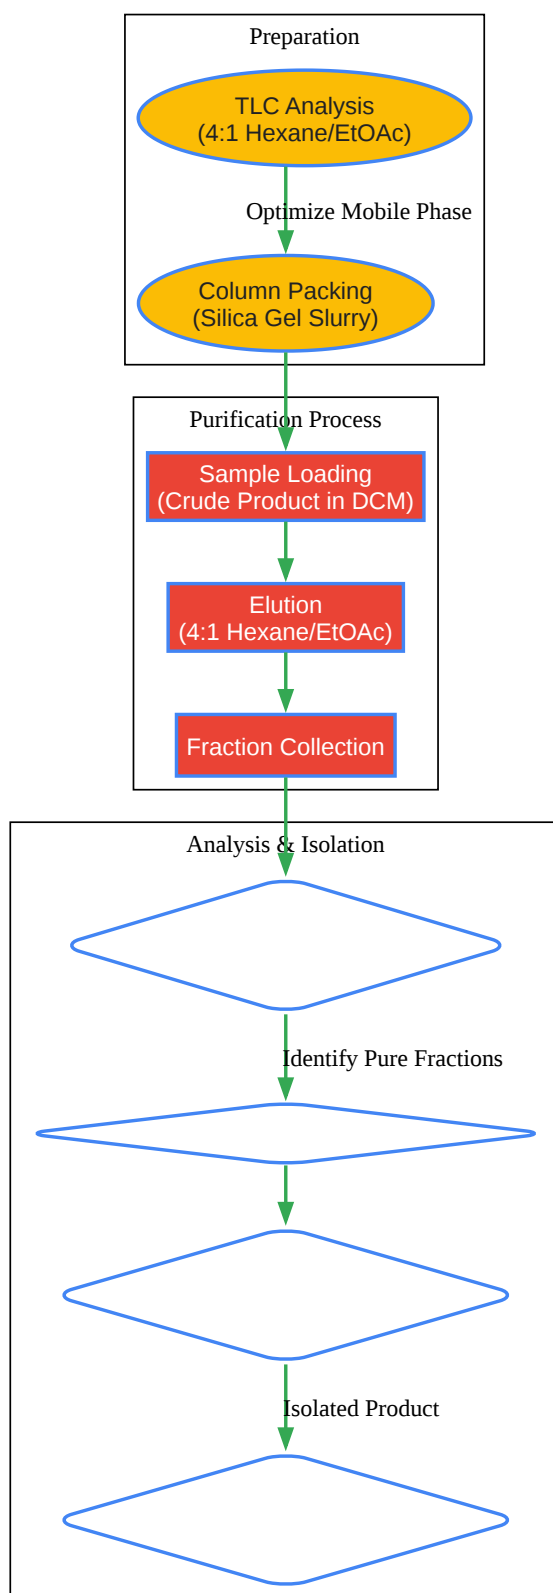 Preparation
TLC Analysis
(4:1 Hexane/EtOAc)
Optimize Mobile Phase
Column Packing
(Silica Gel Slurry)
Purification Process
Sample Loading
(Crude Product in DCM)
Elution
(4:1 Hexane/EtOAc)
Fraction Collection
Analysis & Isolation
Identify Pure Fractions
Isolated Product